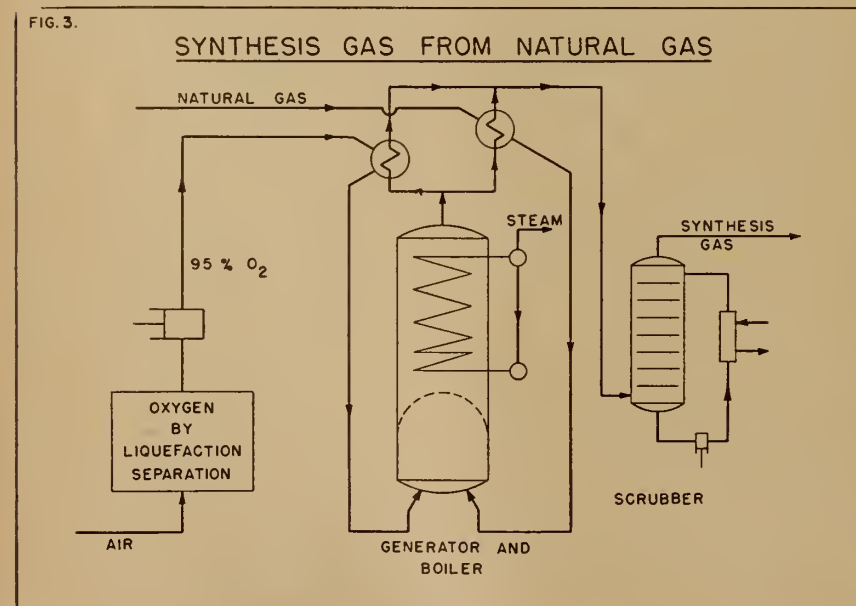 FIG. 3.
SYNTHESIS GAS FROM NATURAL GAS
NATURAL GAS
STEAM
SYNTHESIS
GAS
95 % O₂
OXYGEN
BY
LIQUEFACTION
SEPARATION
SCRUBBER
AIR
GENERATOR AND
BOILER